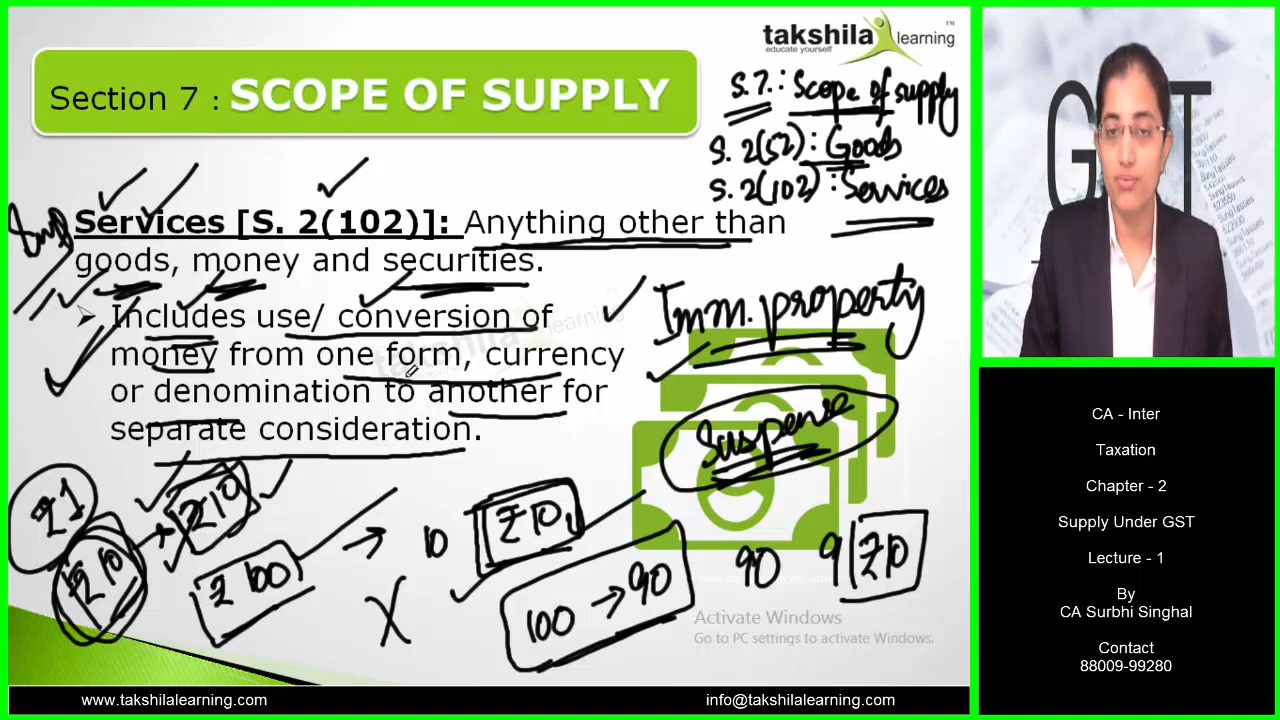 takshila learning
TM
educate yourself
Section 7 : SCOPE OF SUPPLY
S.7.: Scope of supply
S. 2(52): Goods
S. 2(102): Services
Services [S. 2(102)]: Anything other than
goods, money and securities.
Includes use/ conversion of
money from one form, currency
or denomination to another for
separate consideration.
Imm. property
Suspense
₹1
₹10
₹10
₹ 100
10 ₹10
100 → 90
90 9 ₹10
GST
Activate Windows
Go to PC settings to activate Windows.
CA - Inter
Taxation
Chapter - 2
Supply Under GST
Lecture - 1
By
CA Surbhi Singhal
Contact
88009-99280
www.takshilalearning.com
info@takshilalearning.com